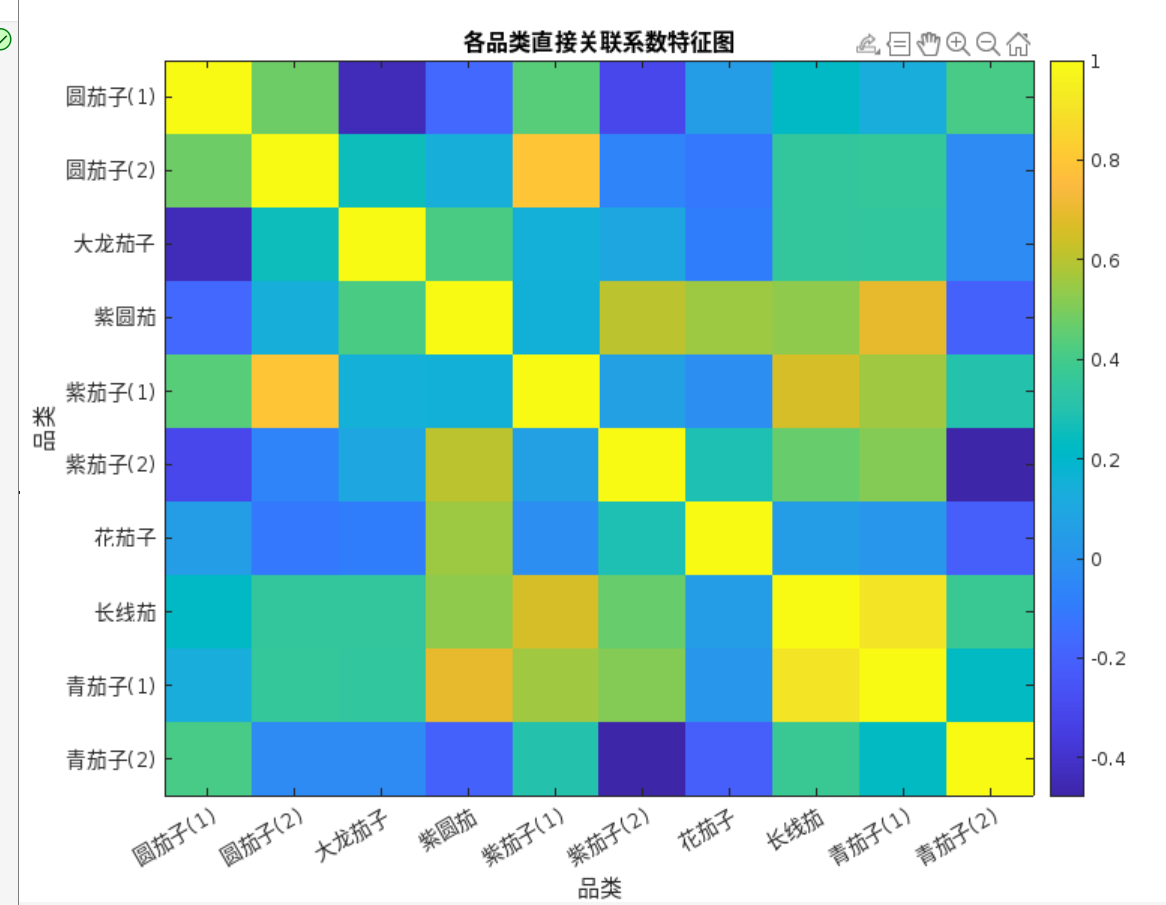 各品类直接关联系数特征图
圆茄子(1)
圆茄子(2)
大龙茄子
紫圆茄
紫茄子(1)
紫茄子(2)
花茄子
长线茄
青茄子(1)
青茄子(2)
品类
圆茄子(1)
圆茄子(2)
大龙茄子
紫圆茄
紫茄子(1)
紫茄子(2)
花茄子
长线茄
青茄子(1)
青茄子(2)
品类
1
0.8
0.6
0.4
0.2
0
-0.2
-0.4